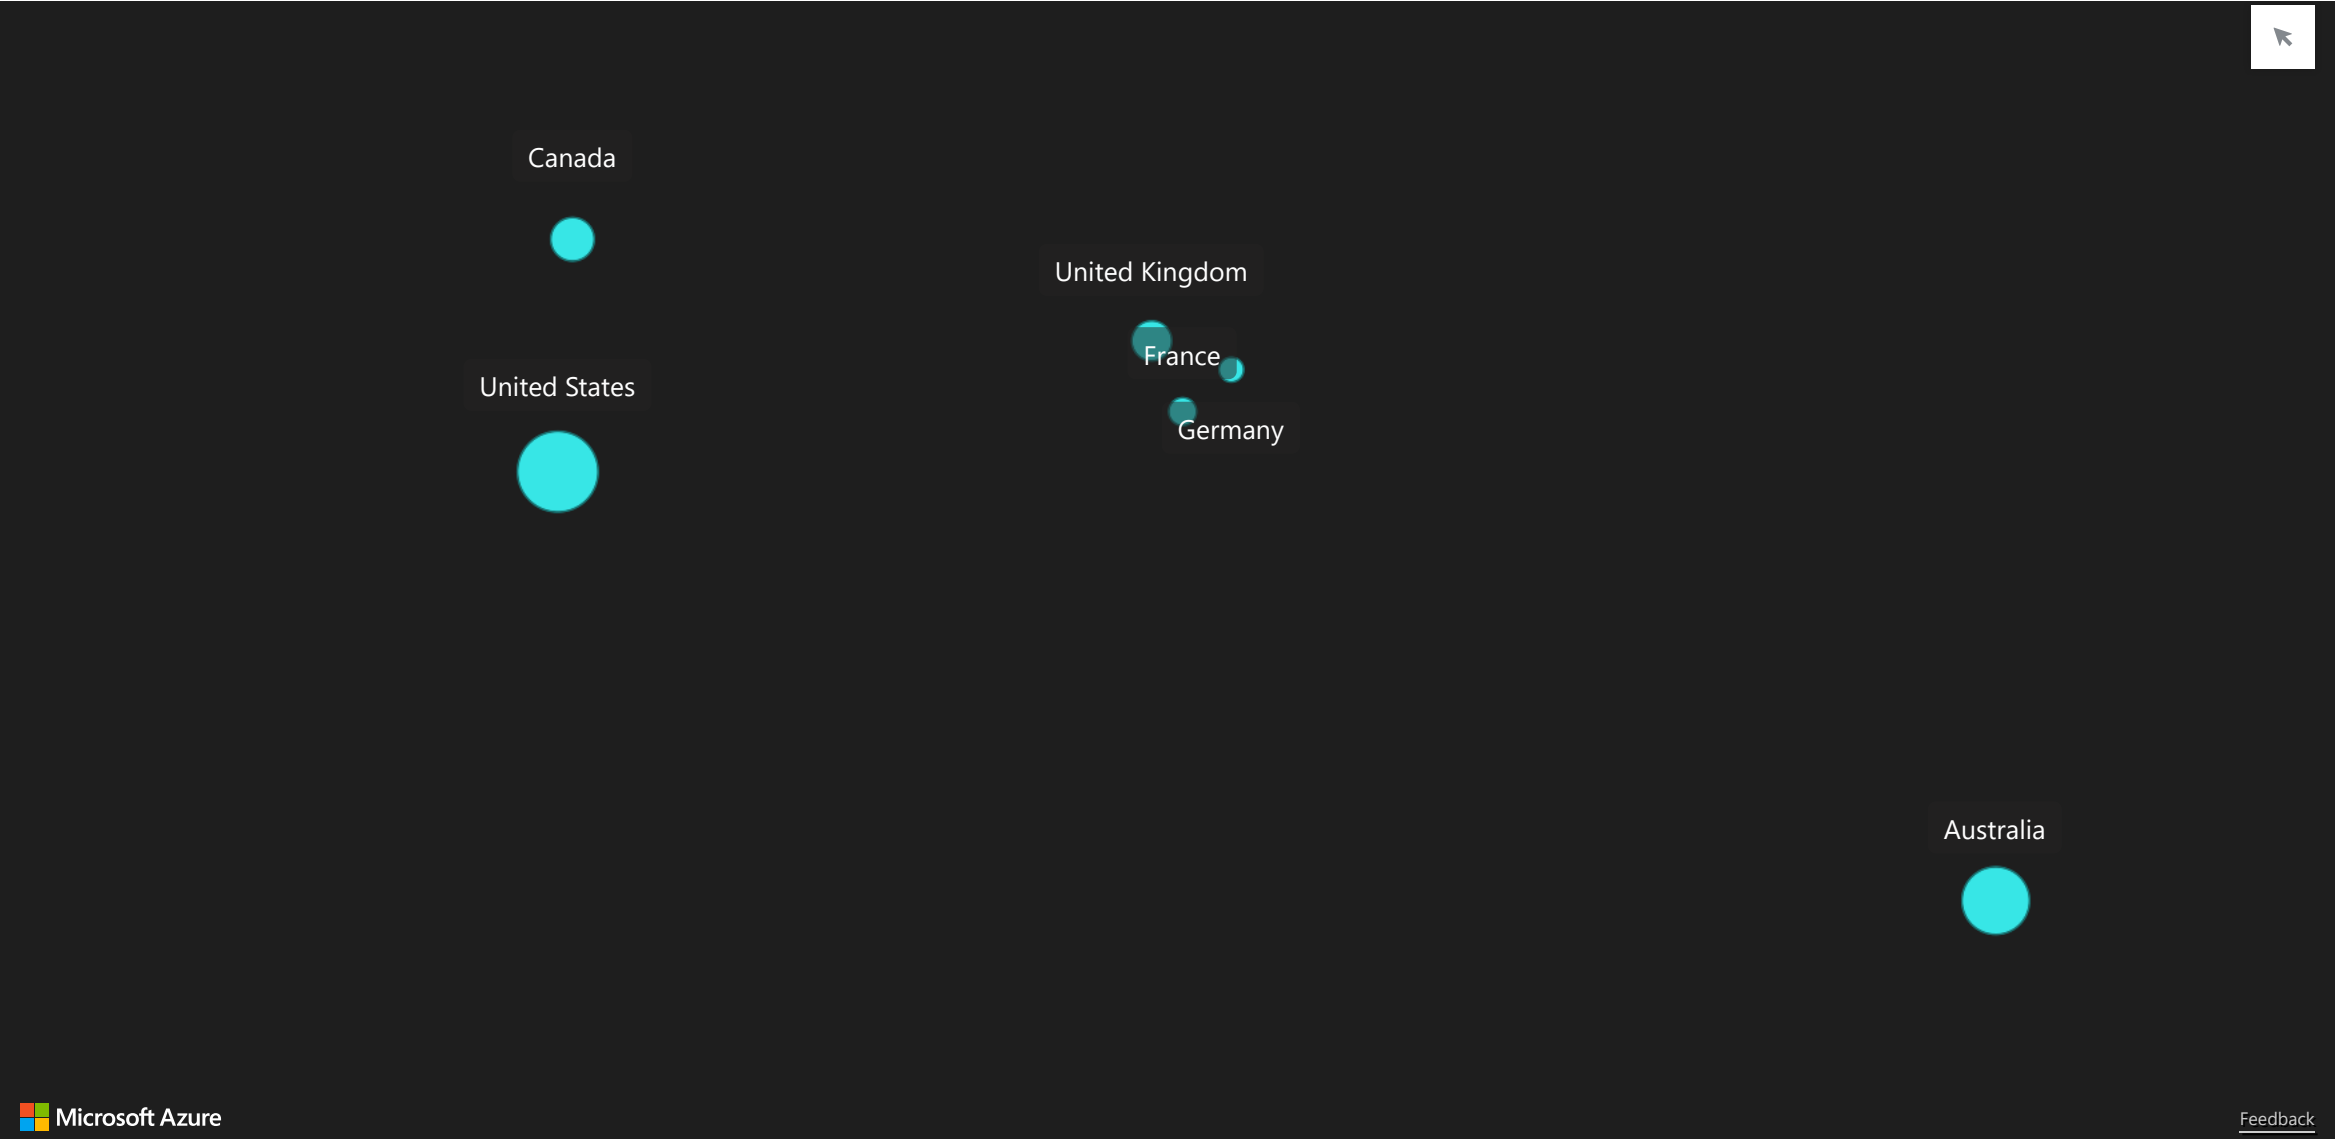 Canada
United Kingdom
France
United States
Germany
Australia
Microsoft Azure
Feedback